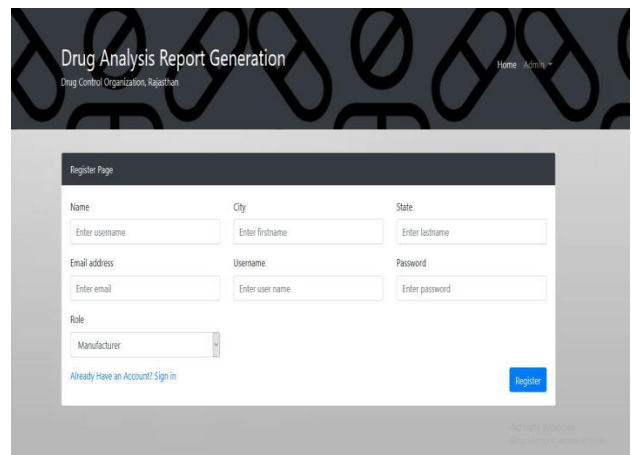 Drug Analysis Report Generation
Drug Control Organization, Rajasthan
Home Admin
Register Page
Name City State
Enter username Enter firstname Enter lastname
Email address Username Password
Enter email Enter user name Enter password
Role
Manufacturer
Already Have an Account? Sign in
Register
Activate Windows